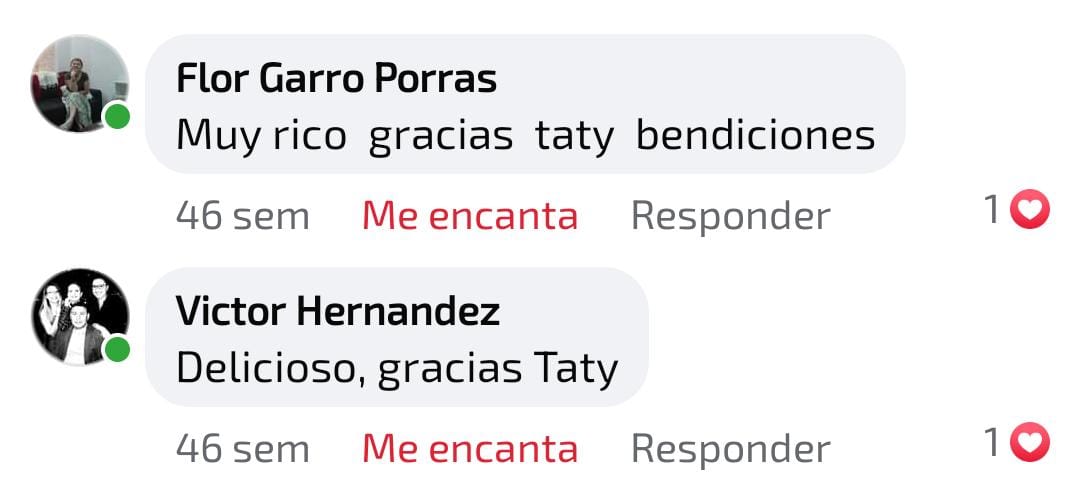 Flor Garro Porras
Muy rico gracias taty bendiciones
46 sem Me encanta Responder 1
Victor Hernandez
Delicioso, gracias Taty
46 sem Me encanta Responder 1